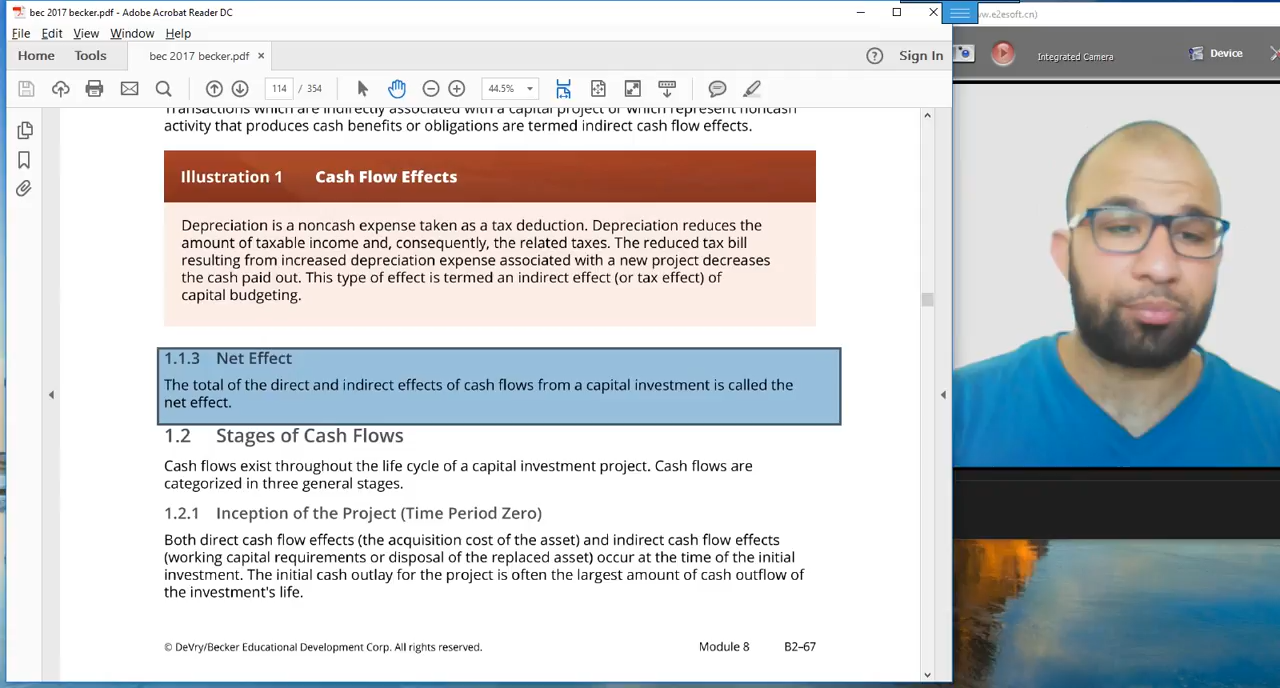 bec 2017 becker.pdf - Adobe Acrobat Reader DC
w.e2esoft.cn)
File Edit View Window Help
Home Tools bec 2017 becker.pdf × Sign In
Integrated Camera Device
114 / 354 44.5%
Transactions which are indirectly associated with a capital project or which represent noncash
activity that produces cash benefits or obligations are termed indirect cash flow effects.
Illustration 1 Cash Flow Effects
Depreciation is a noncash expense taken as a tax deduction. Depreciation reduces the
amount of taxable income and, consequently, the related taxes. The reduced tax bill
resulting from increased depreciation expense associated with a new project decreases
the cash paid out. This type of effect is termed an indirect effect (or tax effect) of
capital budgeting.
1.1.3 Net Effect
The total of the direct and indirect effects of cash flows from a capital investment is called the
net effect.
1.2 Stages of Cash Flows
Cash flows exist throughout the life cycle of a capital investment project. Cash flows are
categorized in three general stages.
1.2.1 Inception of the Project (Time Period Zero)
Both direct cash flow effects (the acquisition cost of the asset) and indirect cash flow effects
(working capital requirements or disposal of the replaced asset) occur at the time of the initial
investment. The initial cash outlay for the project is often the largest amount of cash outflow of
the investment's life.
© DeVry/Becker Educational Development Corp. All rights reserved. Module 8 B2–67